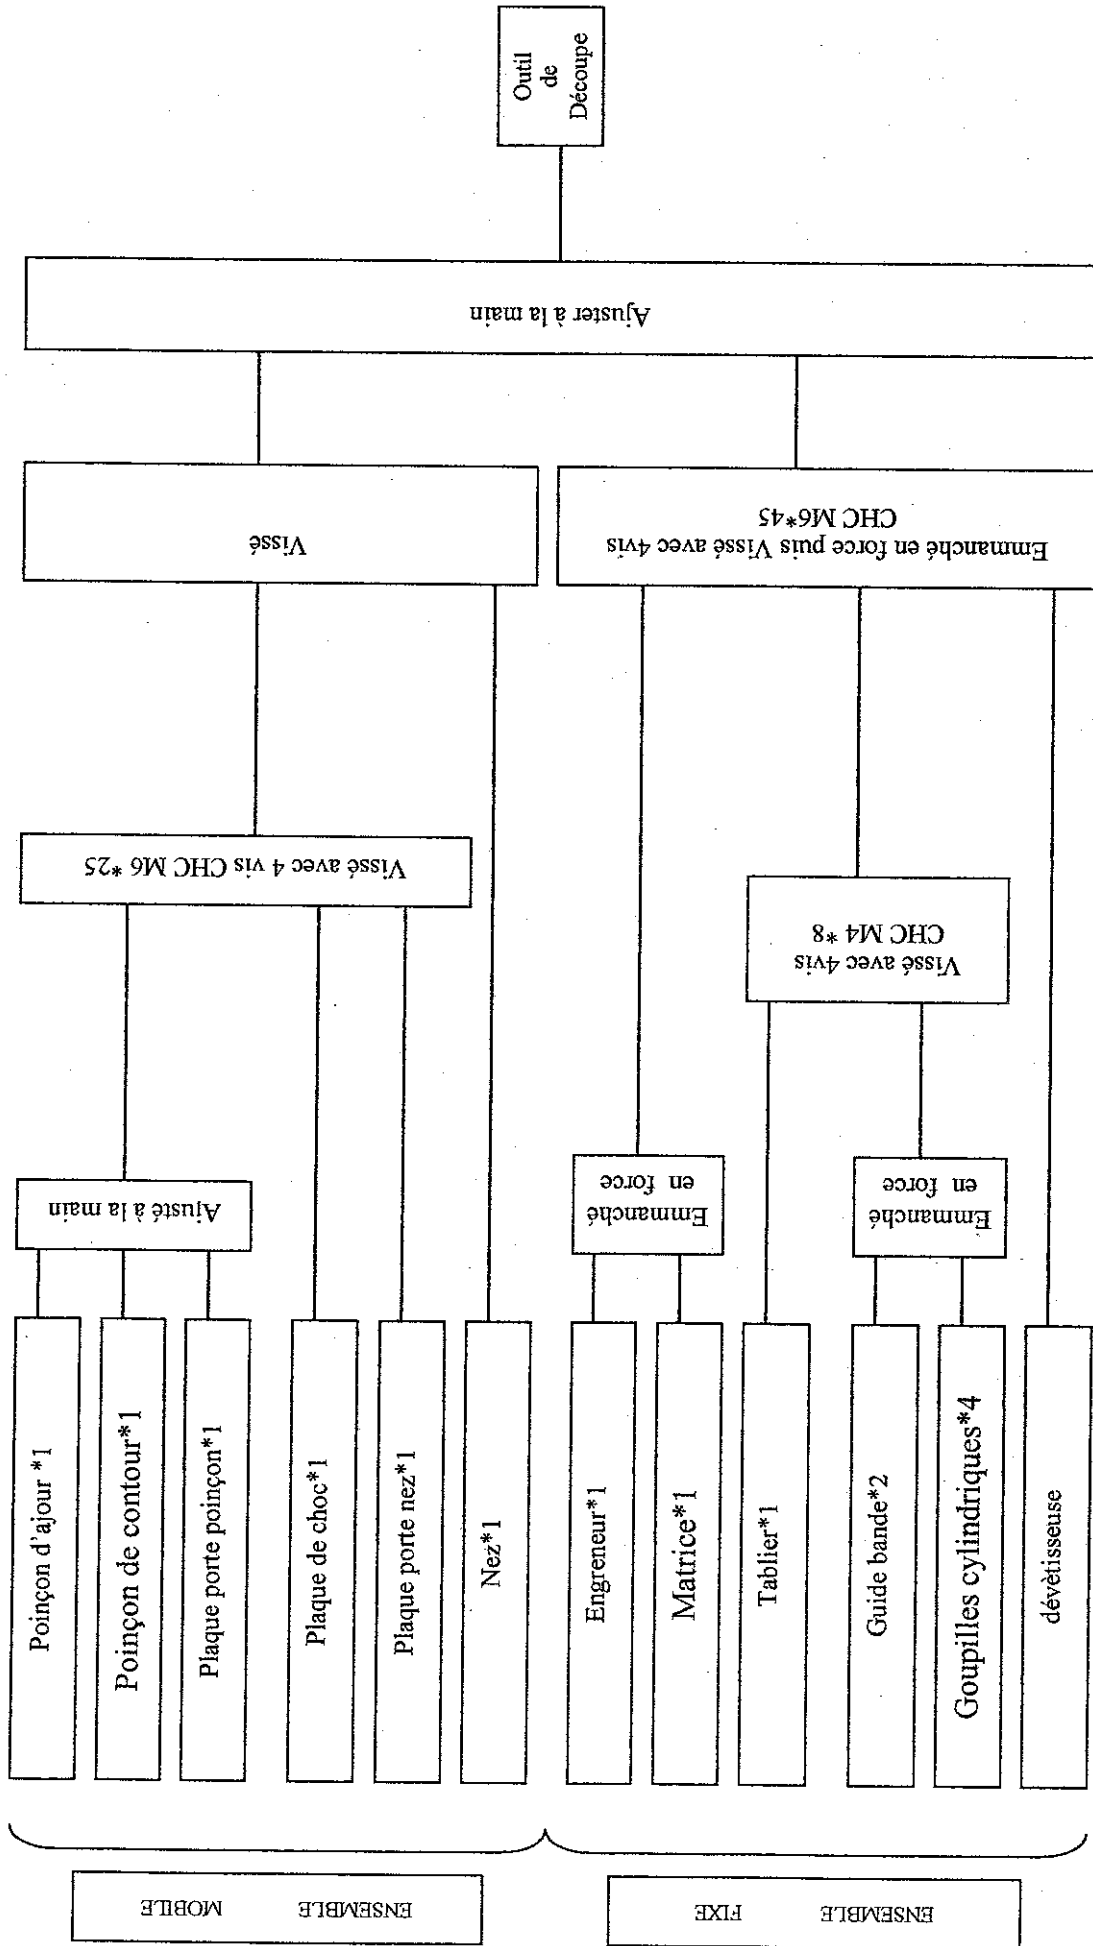 Outil
de
Découpe
Ajuster à la main
Vissé
Emmanché en force puis Vissé avec 4vis
CHC M6*45
Vissé avec 4 vis CHC M6 *25
Vissé avec 4vis
CHC M4 *8
Ajusté à la main
Emmanché
en force
Emmanché
en force
Poinçon d'ajour *1
Poinçon de contour*1
Plaque porte poinçon*1
Plaque de choc*1
Plaque porte nez*1
Nez*1
Engreneur*1
Matrice*1
Tablier*1
Guide bande*2
Goupilles cylindriques*4
dévètisseuse
ENSEMBLE MOBILE
ENSEMBLE FIXE